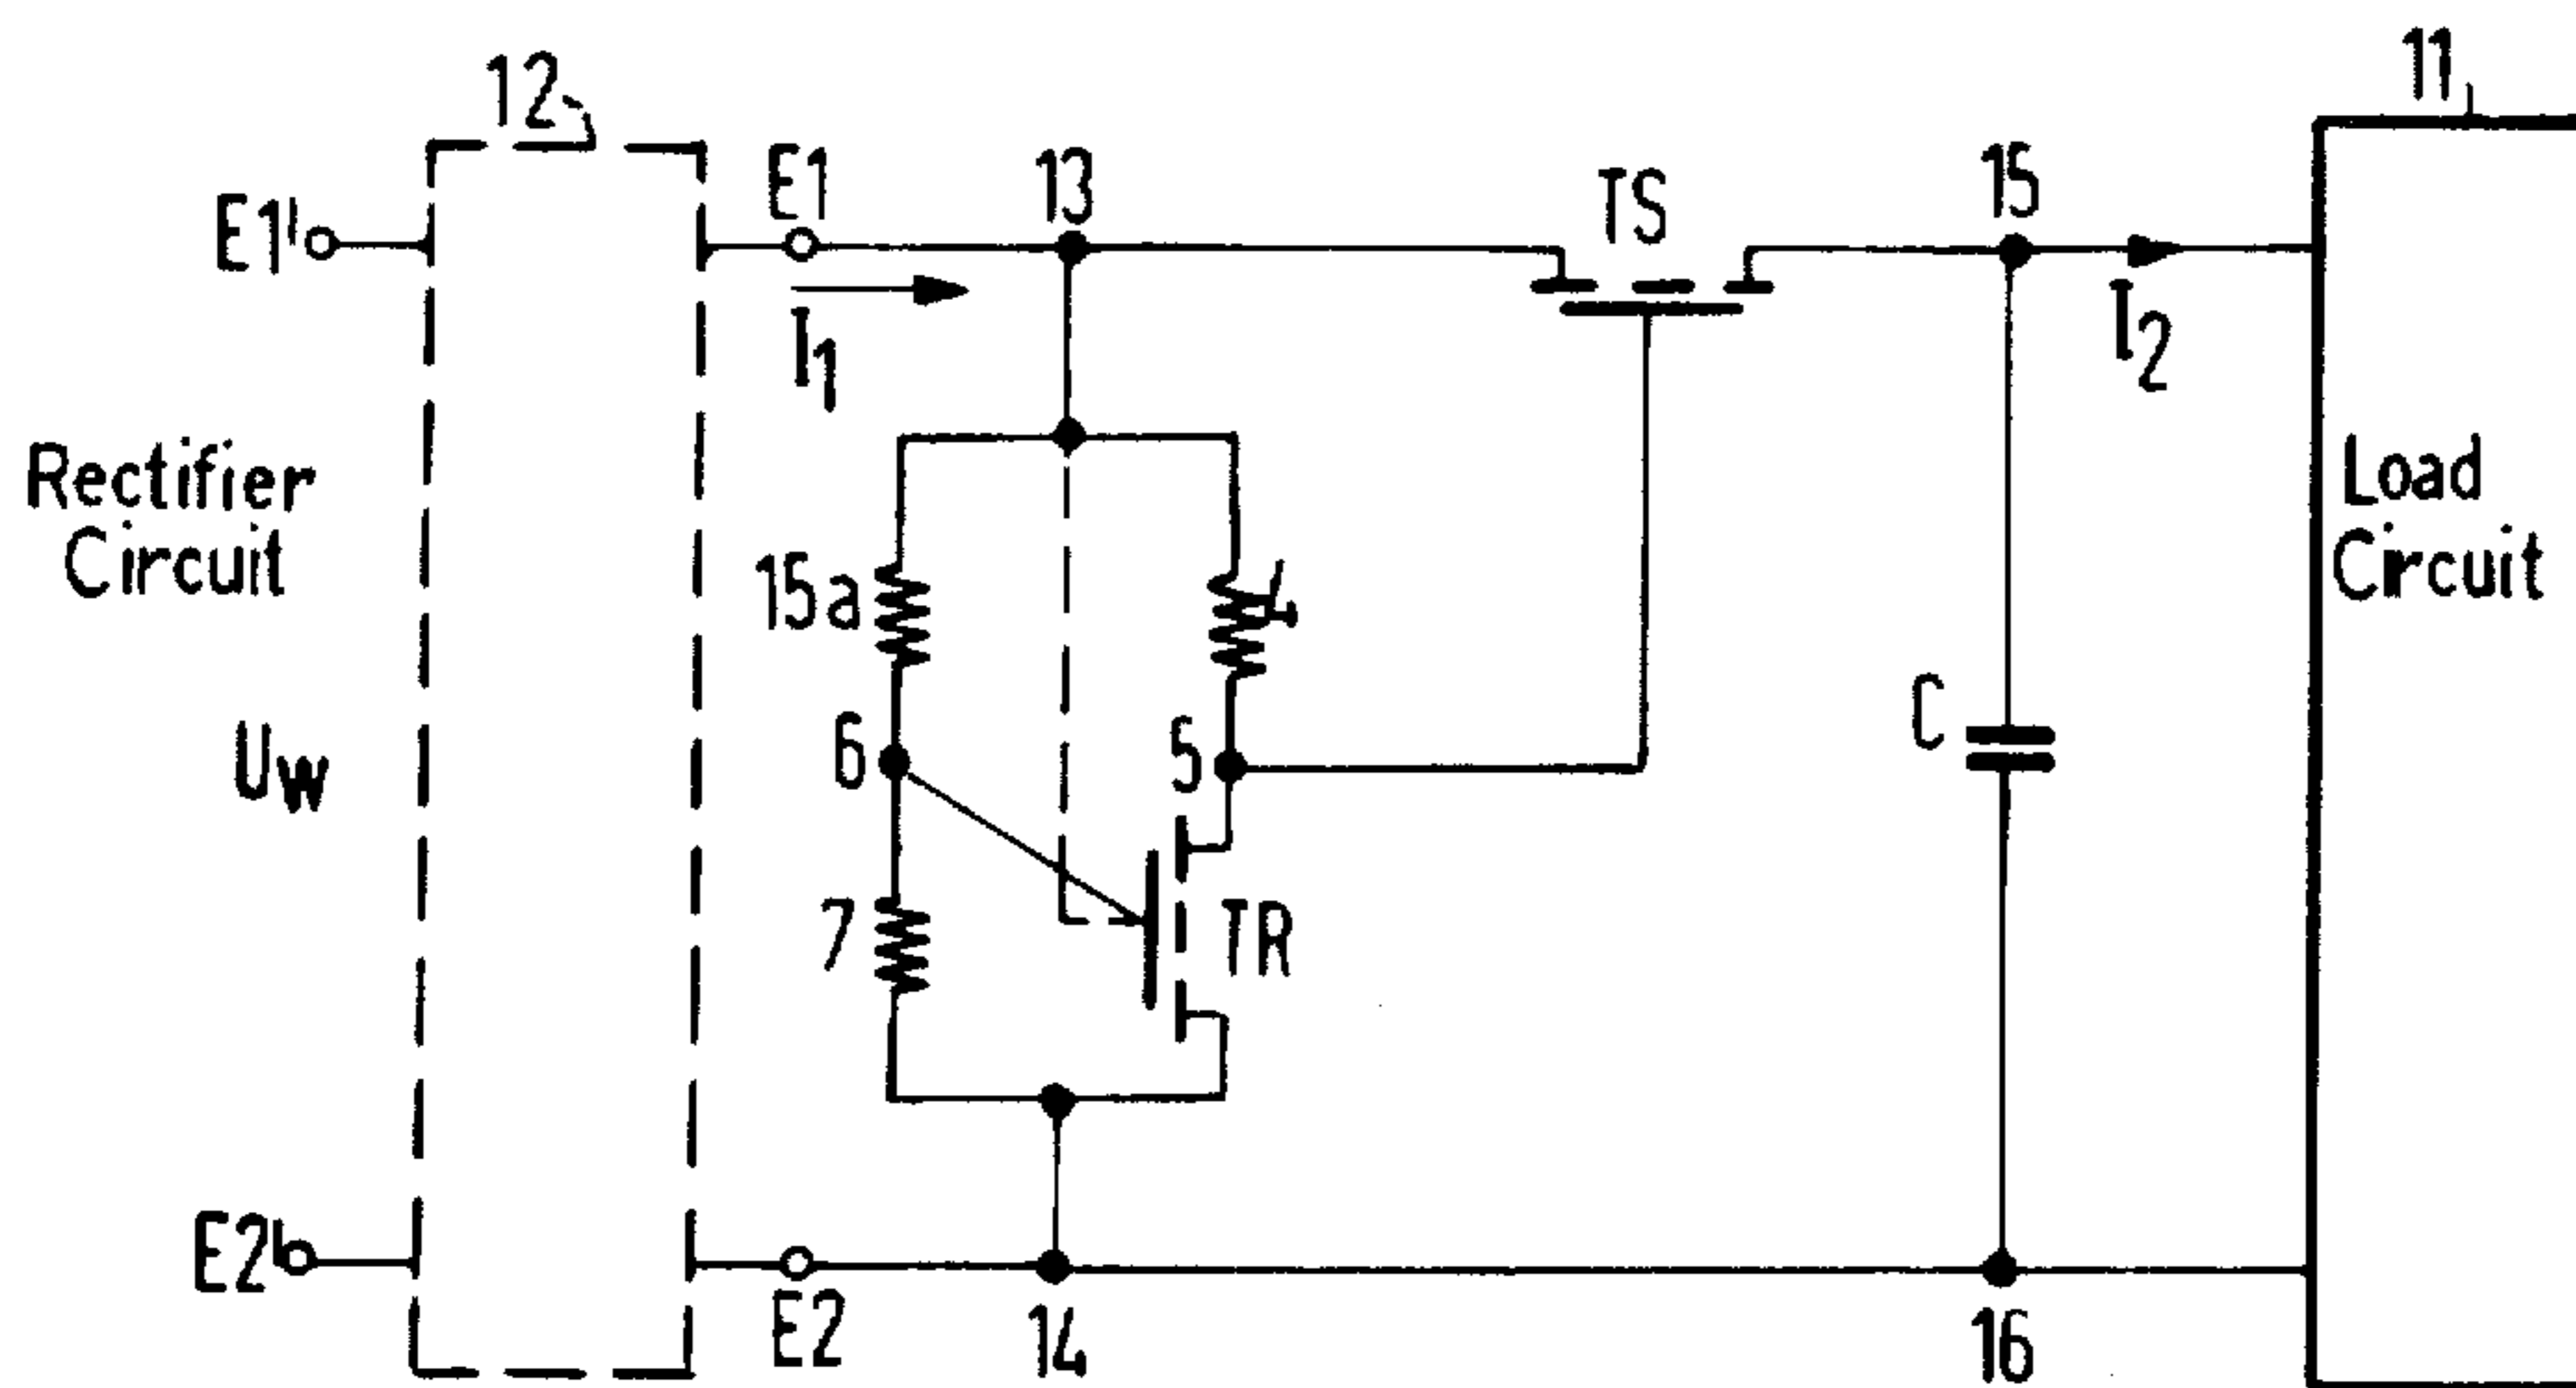 12
11
E1'
E1
13
TS
15
I1
I2
Rectifier
Circuit
Load
Circuit
15a
4
6
5
C
UW
7
TR
E2'
E2
14
16